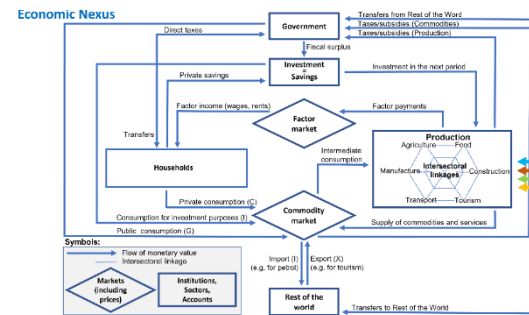 Economic Nexus
Government
Transfers from Rest of the Word
Taxes/subsidies (Commodities)
Taxes/subsidies (Production)
Direct taxes
Fiscal surplus
Investment
=
Savings
Investment in the next period
Private savings
Factor income (wages, rents)
Factor payments
Factor
market
Transfers
Intermediate
consumption
Production
Agriculture
Food
Manufacture
Intersectoral
linkages
Construction
Transport
Tourism
Households
Private consumption (C)
Consumption for investment purposes (I)
Public consumption (G)
Commodity
market
Supply of commodities and services
Symbols:
Flow of monetary value
Intersectoral linkage
Markets
(including
prices)
Institutions,
Sectors,
Accounts
Import (I)
(e.g. for petrol)
Export (X)
(e.g. for tourism)
Rest of the
world
Transfers to Rest of the World